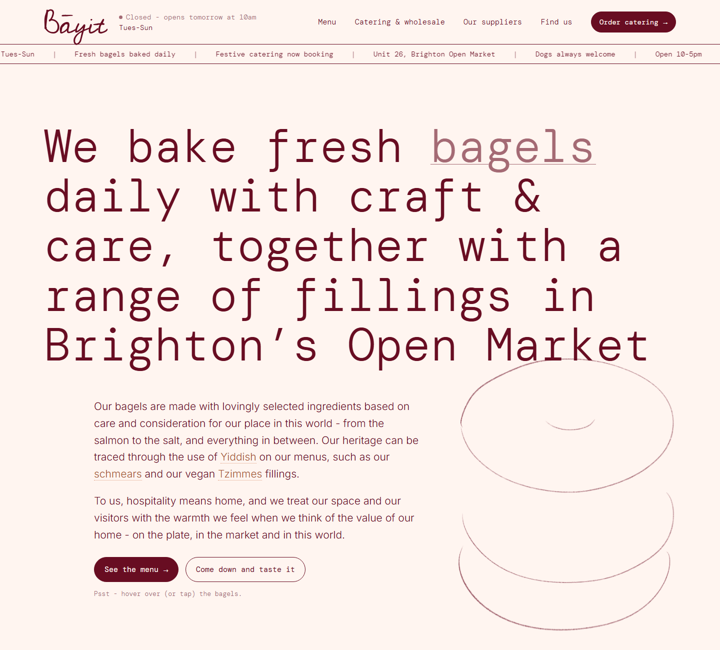 Bāyit
● Closed – opens tomorrow at 10am
Tues-Sun
Menu
Catering & wholesale
Our suppliers
Find us
Order catering →
Tues-Sun | Fresh bagels baked daily | Festive catering now booking | Unit 26, Brighton Open Market | Dogs always welcome | Open 10-5pm
We bake fresh bagels
daily with craft &
care, together with a
range of fillings in
Brighton’s Open Market
Our bagels are made with lovingly selected ingredients based on
care and consideration for our place in this world - from the
salmon to the salt, and everything in between. Our heritage can be
traced through the use of Yiddish on our menus, such as our
schmears and our vegan Tzimmes fillings.
To us, hospitality means home, and we treat our space and our
visitors with the warmth we feel when we think of the value of our
home - on the plate, in the market and in this world.
See the menu →
Come down and taste it
Psst – hover over (or tap) the bagels.